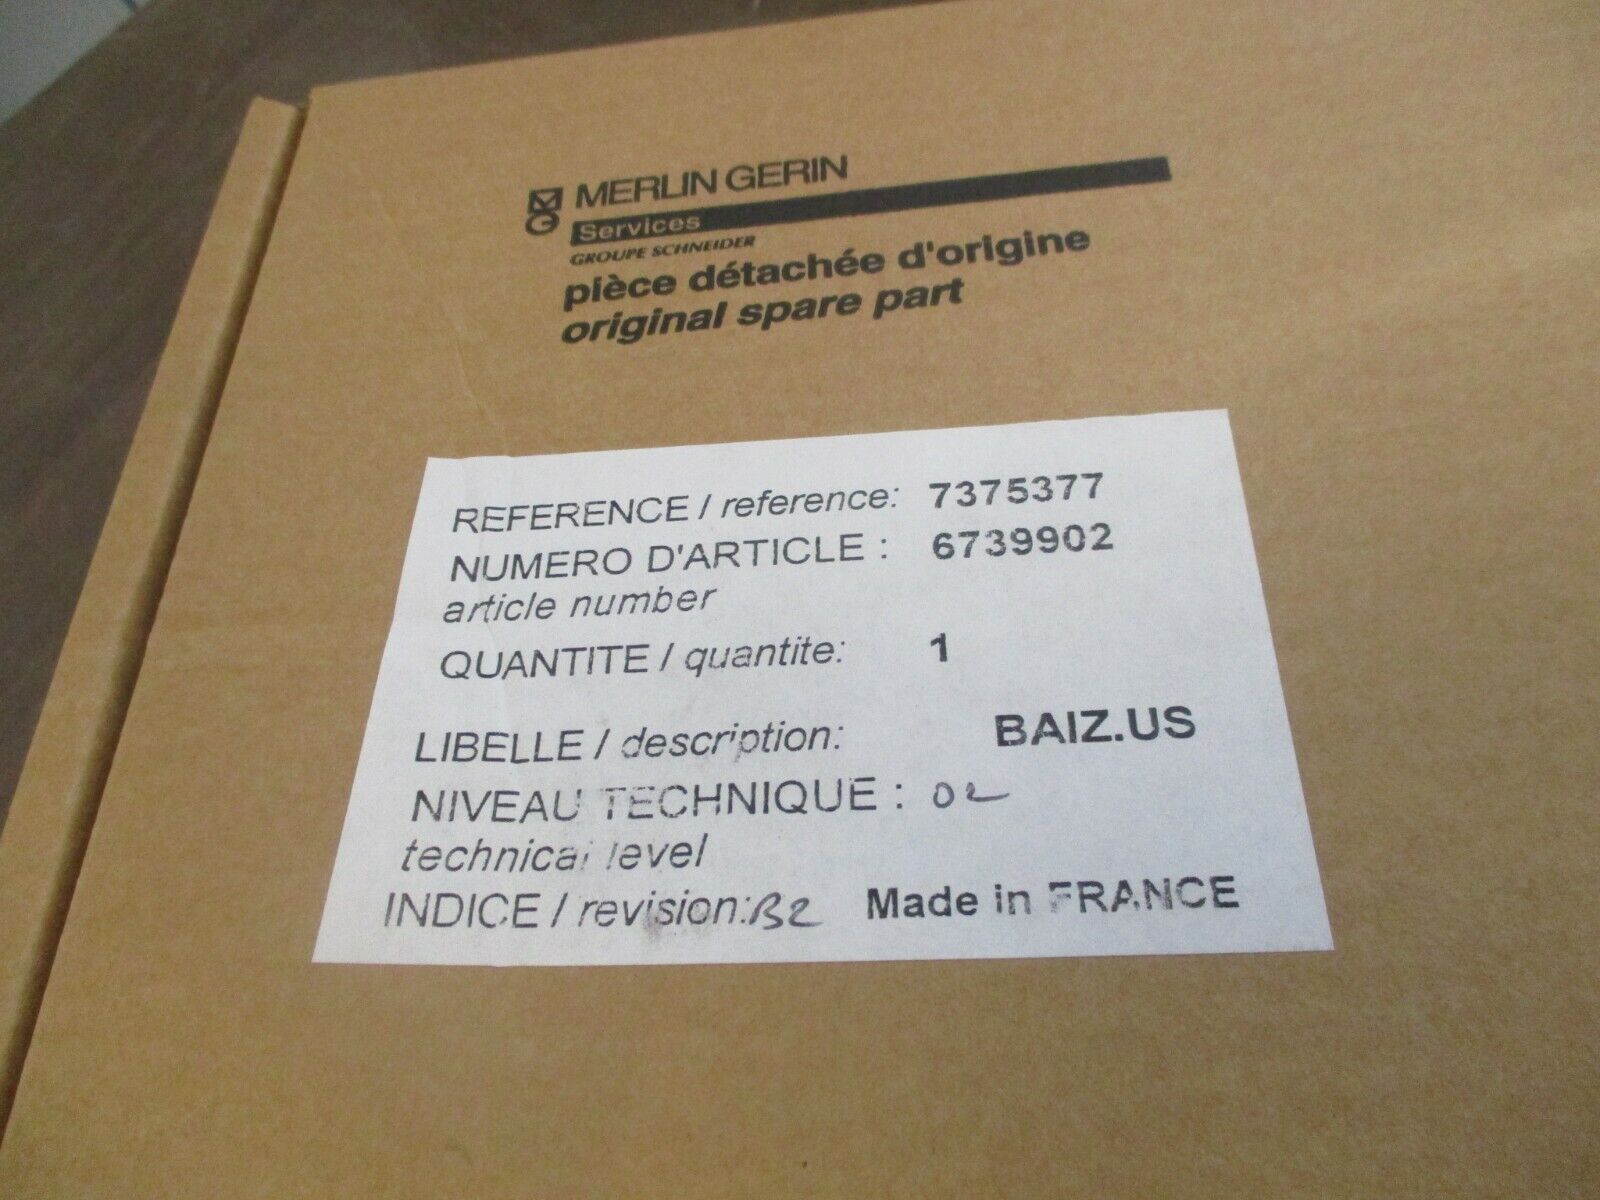 MG MERLIN GERIN
Services
GROUPE SCHNEIDER
pièce détachée d'origine
original spare part
REFERENCE / reference: 7375377
NUMERO D'ARTICLE : 6739902
article number
QUANTITE / quantite: 1
LIBELLE / description: BAIZ.US
NIVEAU TECHNIQUE : 02
technical level
INDICE / revision: B2 Made in FRANCE